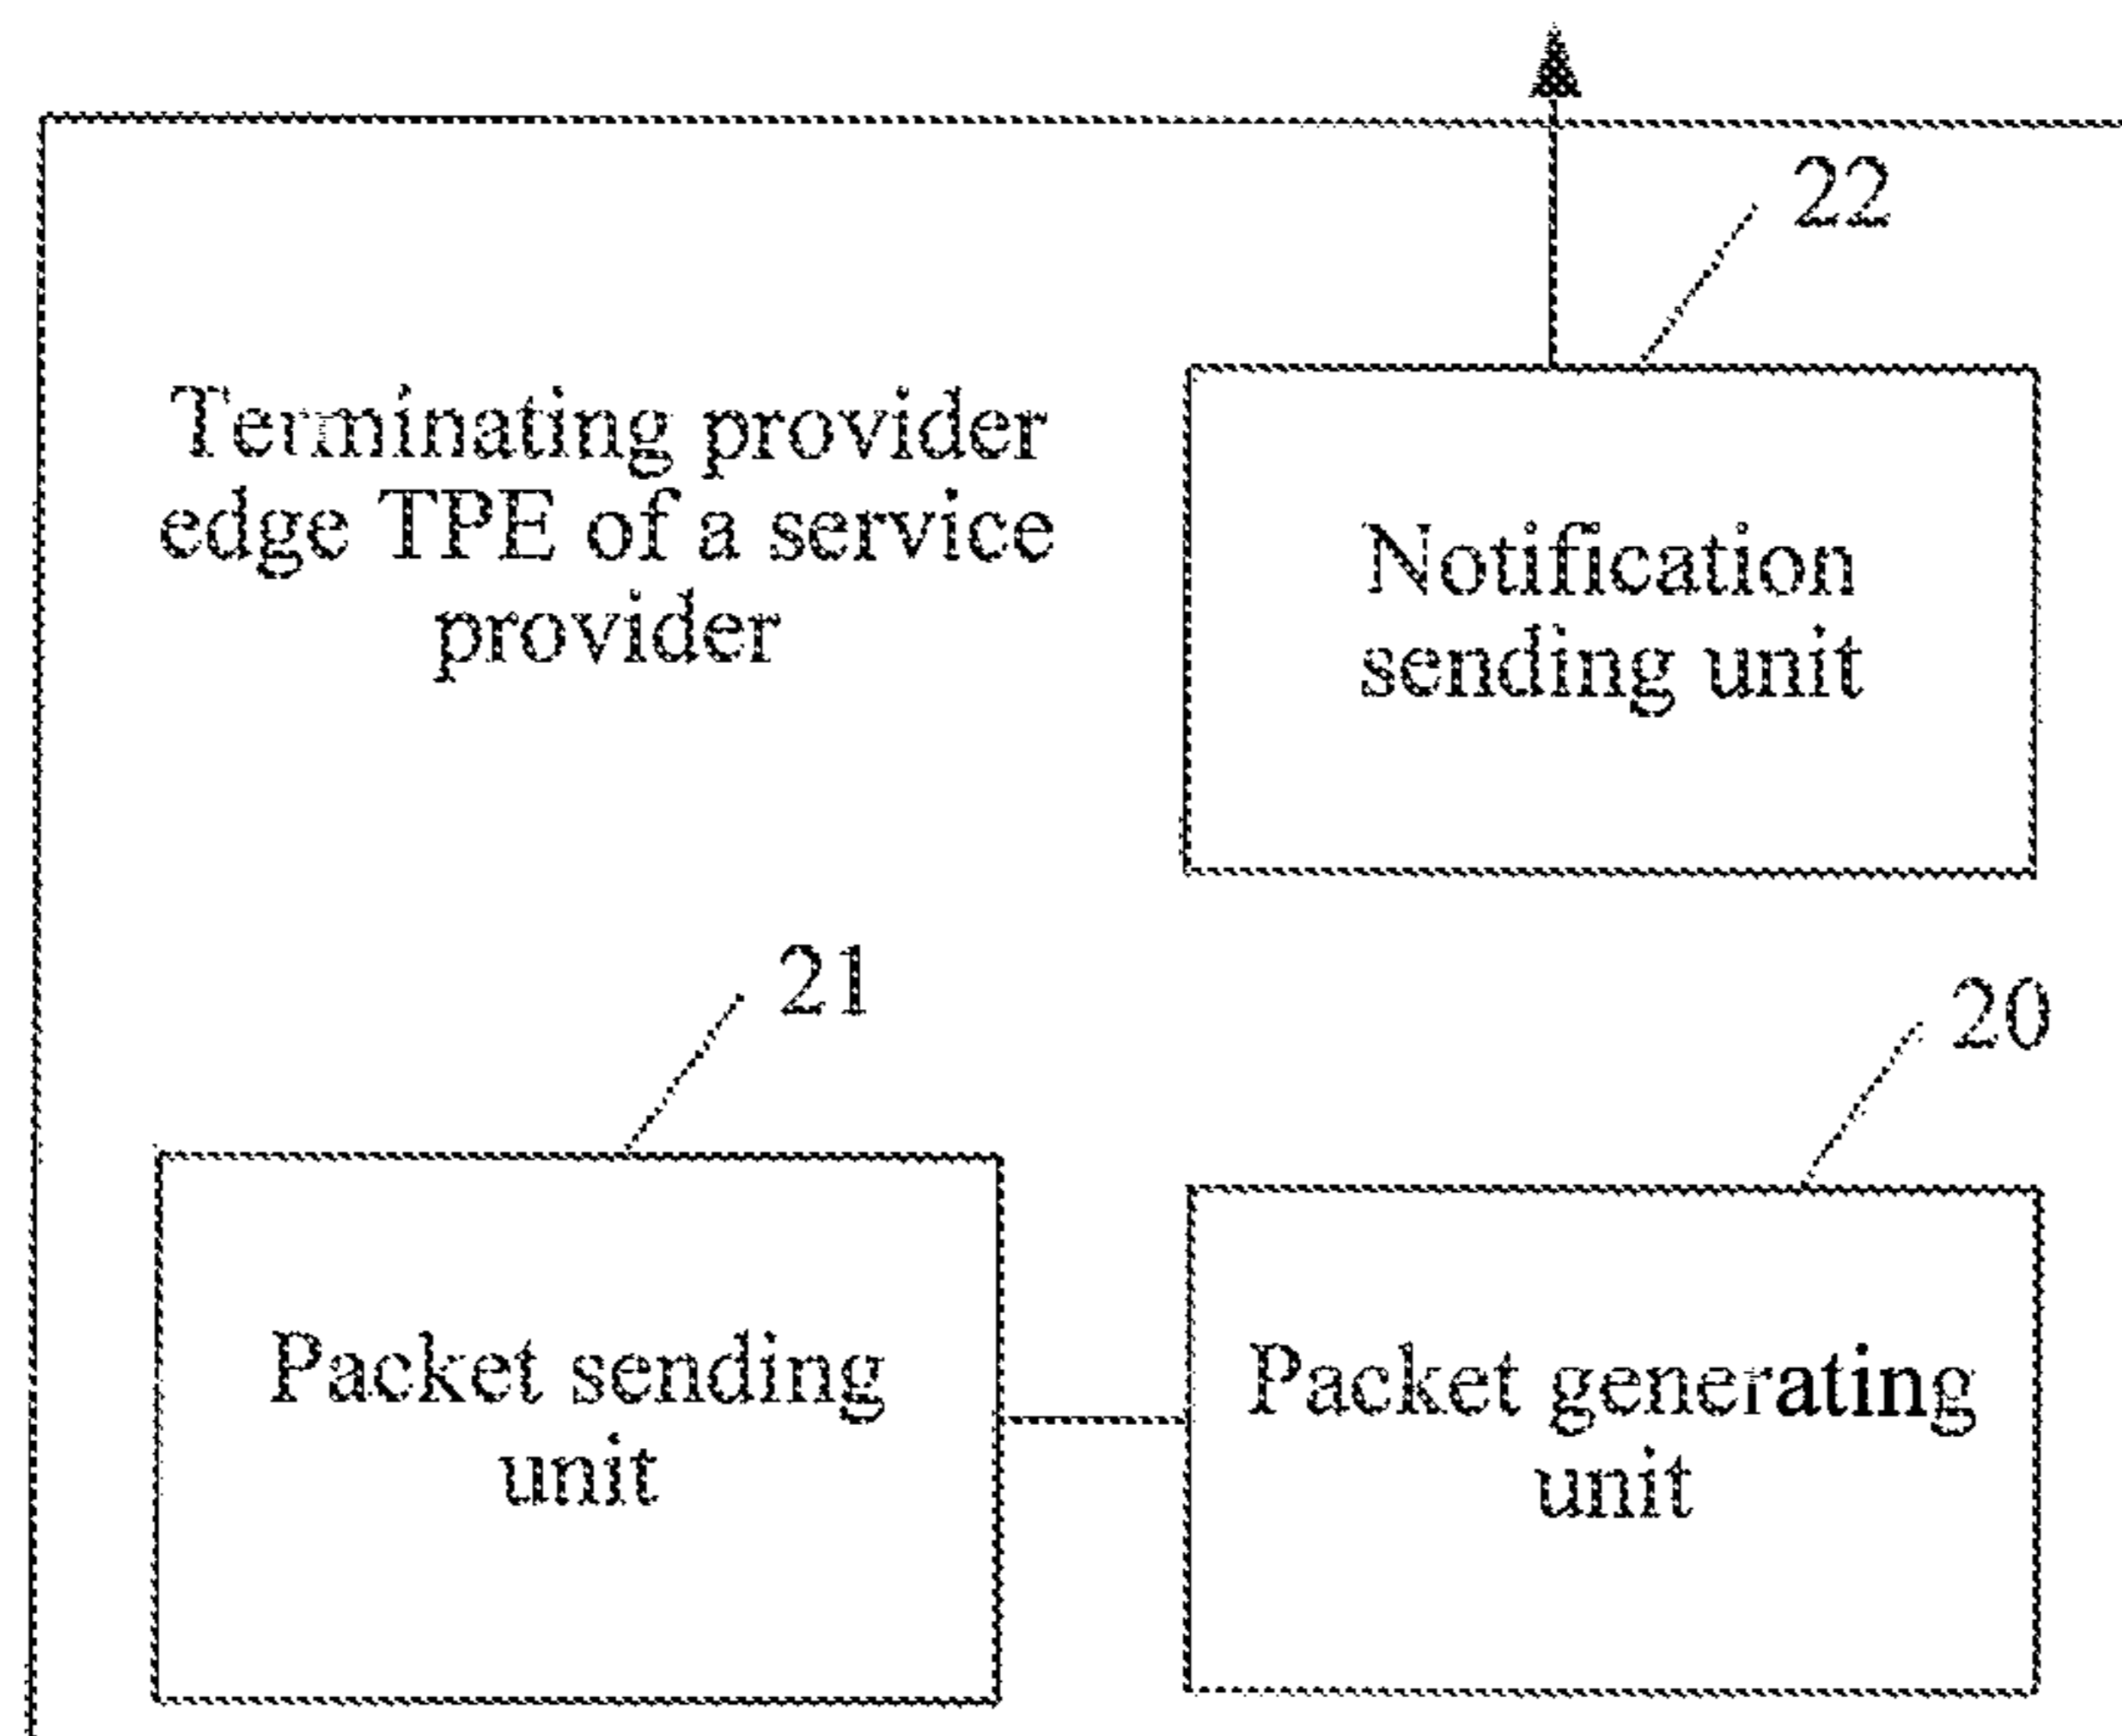 22
Terminating provider
edge TPE of a service
provider
Notification
sending unit
21
20
Packet sending
unit
Packet generating
unit